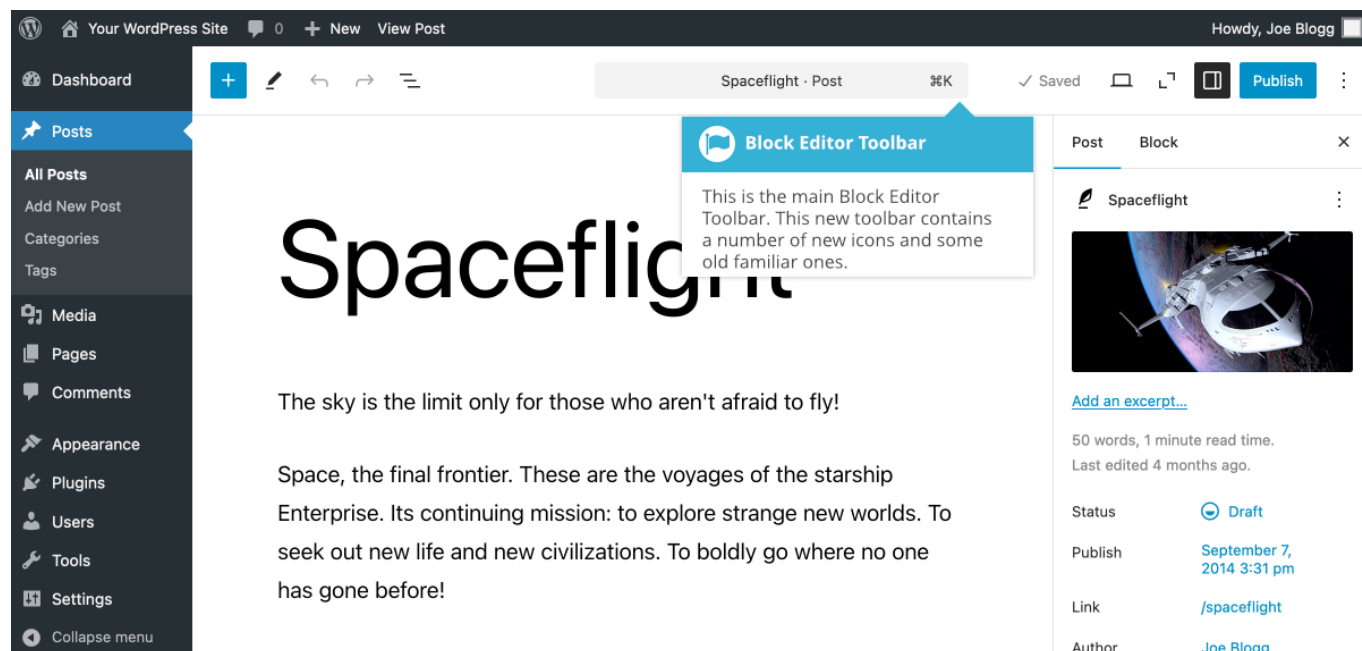 Your WordPress Site 0 New View Post Howdy, Joe Blogg
Dashboard
Posts
All Posts
Add New Post
Categories
Tags
Media
Pages
Comments
Appearance
Plugins
Users
Tools
Settings
Collapse menu
Spaceflight · Post ⌘K Saved Publish
Block Editor Toolbar
This is the main Block Editor
Toolbar. This new toolbar contains
a number of new icons and some
old familiar ones.
Spaceflight
The sky is the limit only for those who aren't afraid to fly!
Space, the final frontier. These are the voyages of the starship
Enterprise. Its continuing mission: to explore strange new worlds. To
seek out new life and new civilizations. To boldly go where no one
has gone before!
Post Block
Spaceflight
Add an excerpt...
50 words, 1 minute read time.
Last edited 4 months ago.
Status Draft
Publish September 7,
2014 3:31 pm
Link /spaceflight
Author Joe Blogg